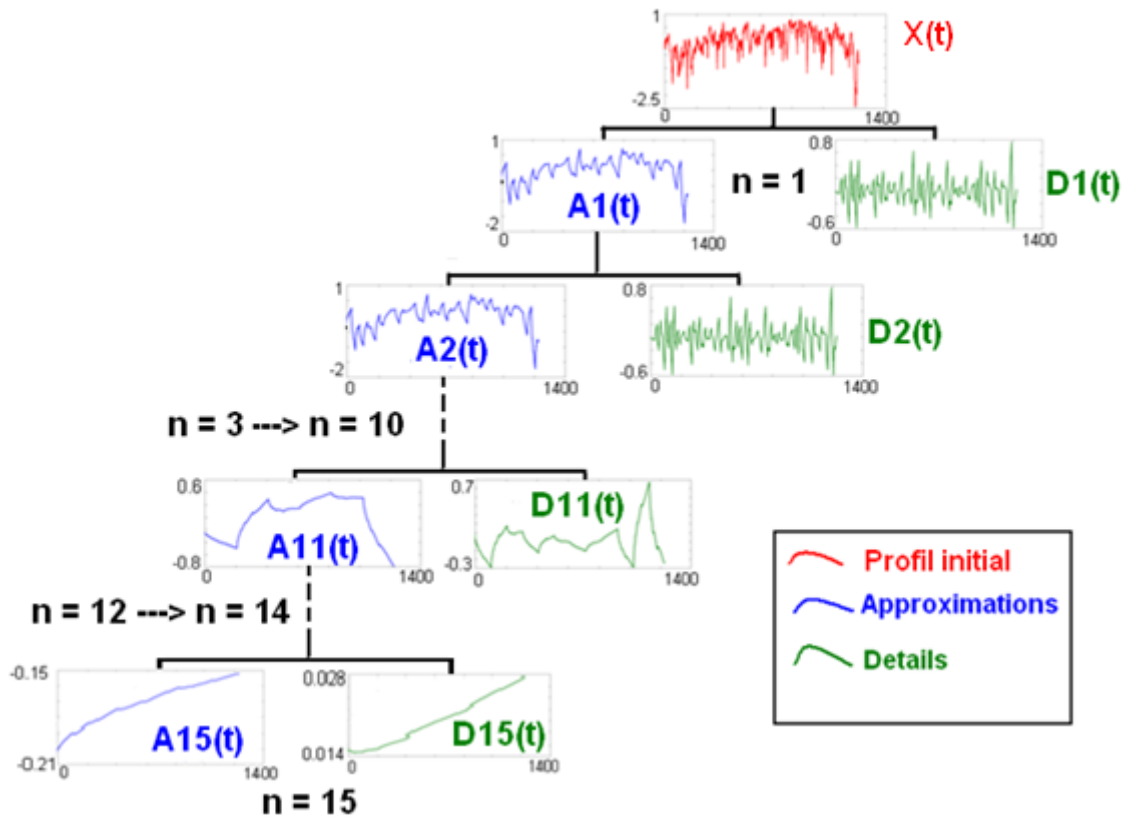 1
X(t)
-2.5
0
1400
1
A1(t)
-2
0
1400
n = 1
0.8
D1(t)
-0.6
0
1400
1
A2(t)
-2
0
1400
0.8
D2(t)
-0.6
0
1400
n = 3 ---> n = 10
0.6
A11(t)
-0.8
0
1400
0.7
D11(t)
-0.3
0
1400
Profil initial
Approximations
Details
n = 12 ---> n = 14
-0.15
A15(t)
-0.21
0
1400
0.028
D15(t)
0.014
0
1400
n = 15